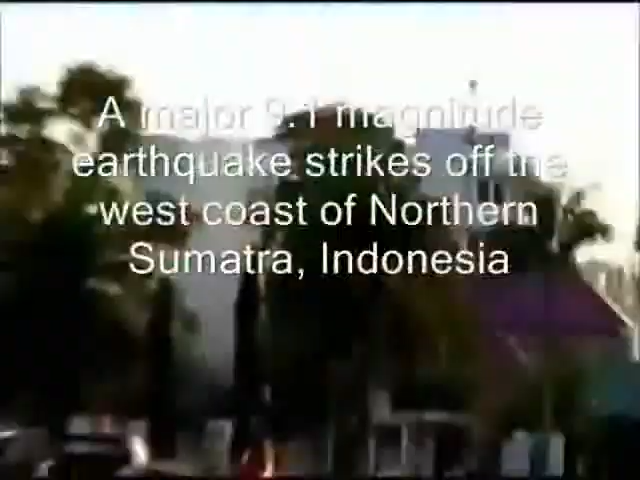 A major 9.1 magnitude
earthquake strikes off the
west coast of Northern
Sumatra, Indonesia